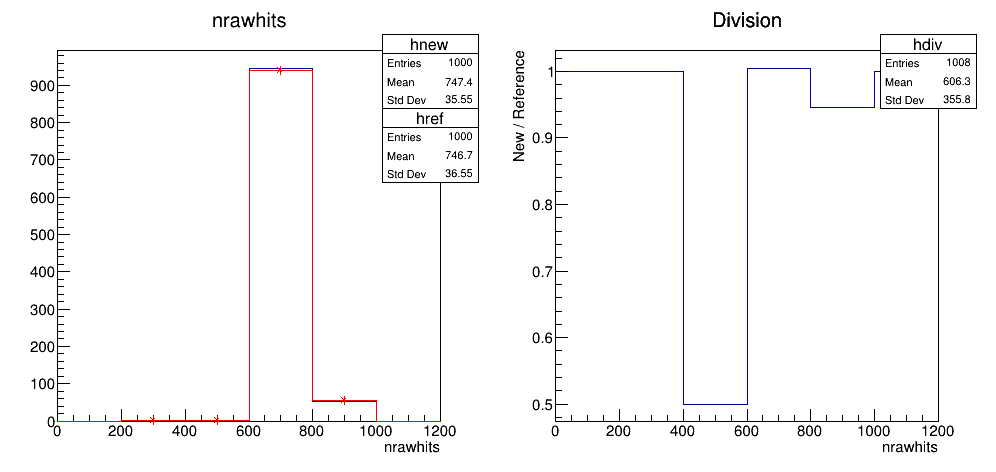 nrawhits
hnew
Entries 1000
Mean 747.4
Std Dev 35.55
href
Entries 1000
Mean 746.7
Std Dev 36.55
900
800
700
600
500
400
300
200
100
0
0 200 400 600 800 1000 1200
nrawhits
Division
hdiv
Entries 1008
Mean 606.3
Std Dev 355.8
New / Reference
1
0.9
0.8
0.7
0.6
0.5
0 200 400 600 800 1000 1200
nrawhits